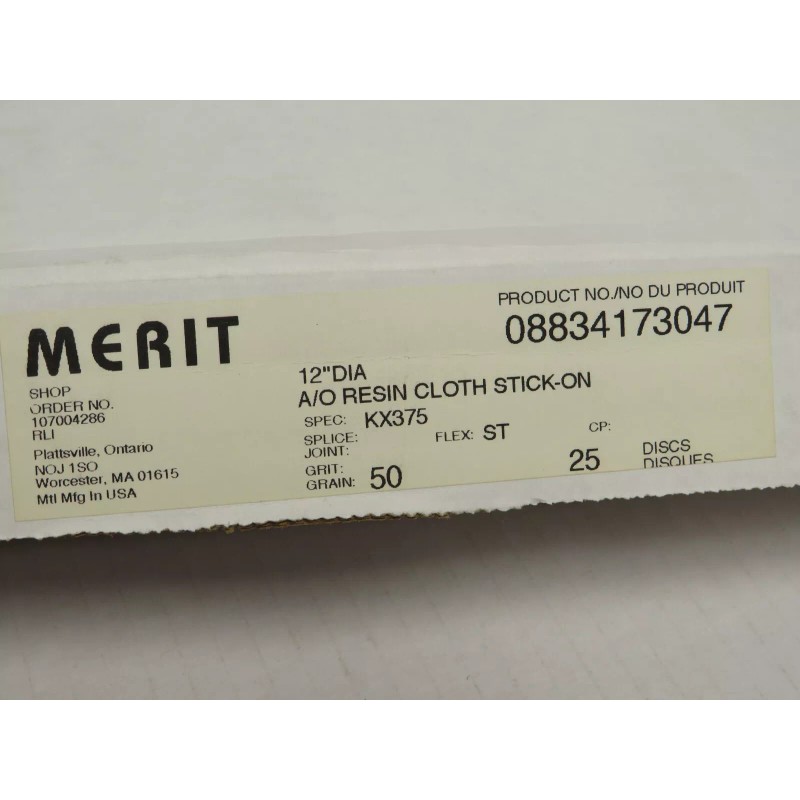 MERIT
PRODUCT NO./NO DU PRODUIT
08834173047
SHOP
ORDER NO.
107004286
RLI
Plattsville, Ontario
NOJ 1SO
Worcester, MA 01615
Mtl Mfg In USA
12"DIA
A/O RESIN CLOTH STICK-ON
SPEC: KX375
SPLICE:
JOINT:
FLEX: ST
CP:
GRIT:
GRAIN: 50
25 DISCS
DISQUES